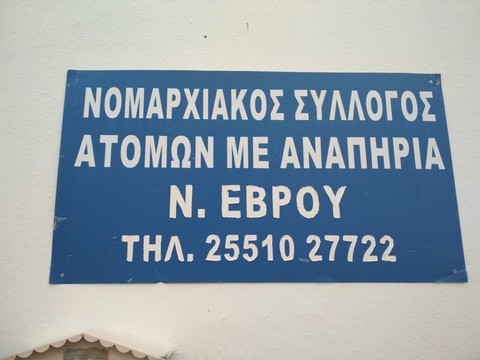 ΝΟΜΑΡΧΙΑΚΟΣ ΣΥΛΛΟΓΟΣ
ΑΤΟΜΩΝ ΜΕ ΑΝΑΠΗΡΙΑ
Ν. ΕΒΡΟΥ
ΤΗΛ. 25510 27722